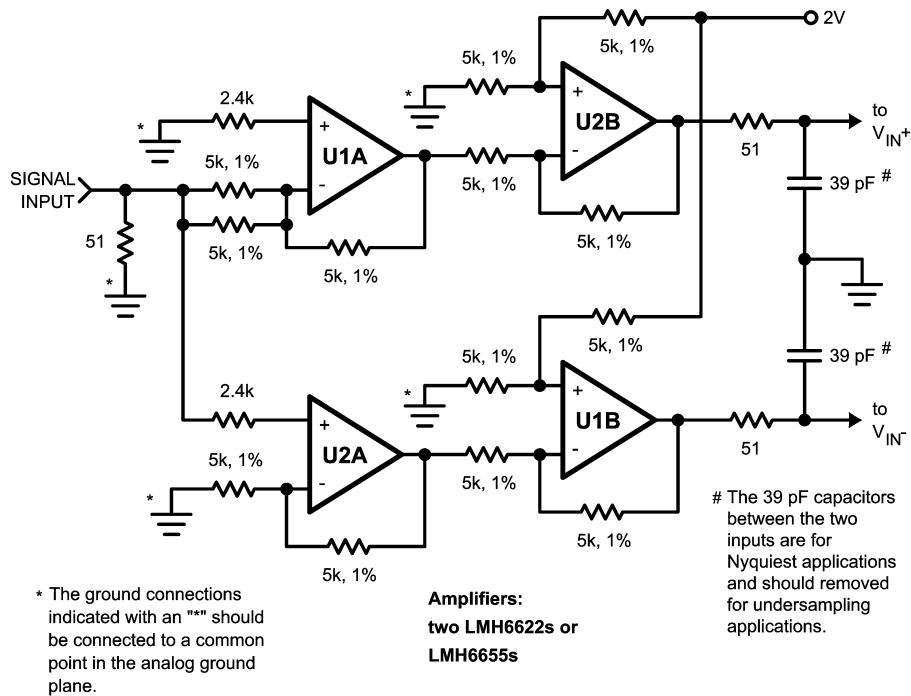 2V
5k, 1%
5k, 1%
2.4k
*
*
+
U2B
-
to
VIN+
51
+
U1A
-
5k, 1%
5k, 1%
SIGNAL
INPUT
39 pF #
5k, 1%
5k, 1%
51
*
5k, 1%
5k, 1%
5k, 1%
39 pF #
2.4k
*
+
U1B
-
to
VIN-
51
+
U2A
-
5k, 1%
5k, 1%
*
5k, 1%
5k, 1%
# The 39 pF capacitors
between the two
inputs are for
Nyquiest applications
and should removed
for undersampling
applications.
* The ground connections
indicated with an "*" should
be connected to a common
point in the analog ground
plane.
Amplifiers:
two LMH6622s or
LMH6655s